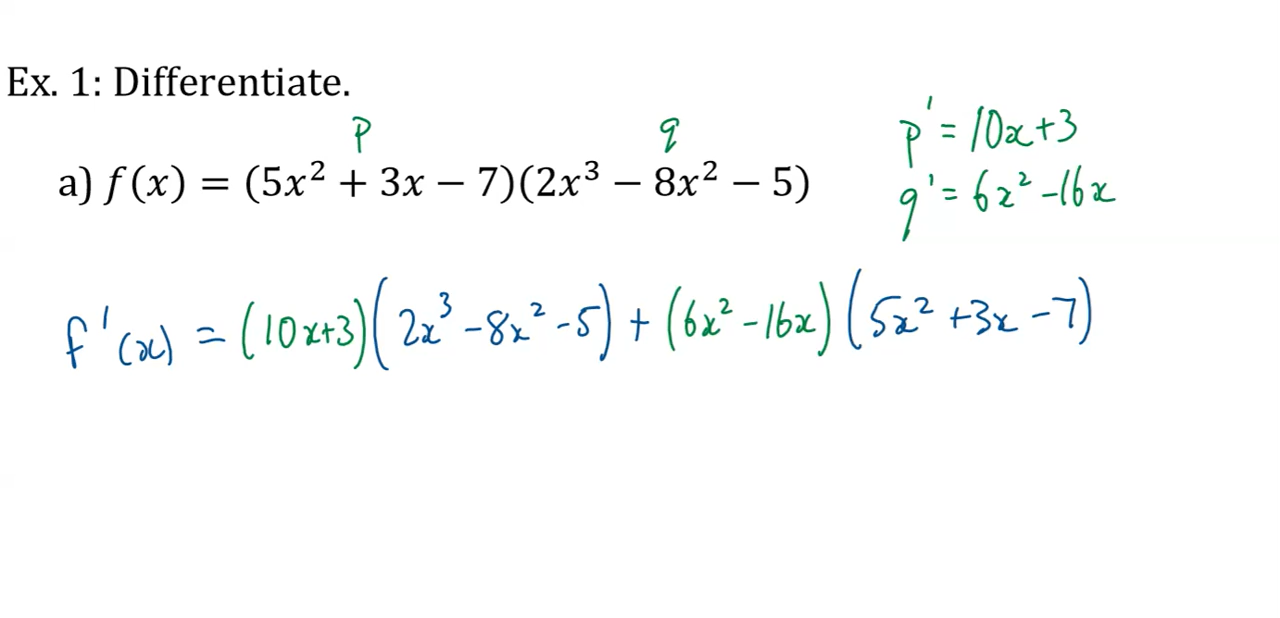 Ex. 1: Differentiate.
p q
a) f(x) = (5x² + 3x − 7)(2x³ − 8x² − 5)
p' = 10x+3
q' = 6x² -16x
f'(x) = (10x+3)(2x³ -8x² -5) + (6x² -16x)(5x² +3x -7)